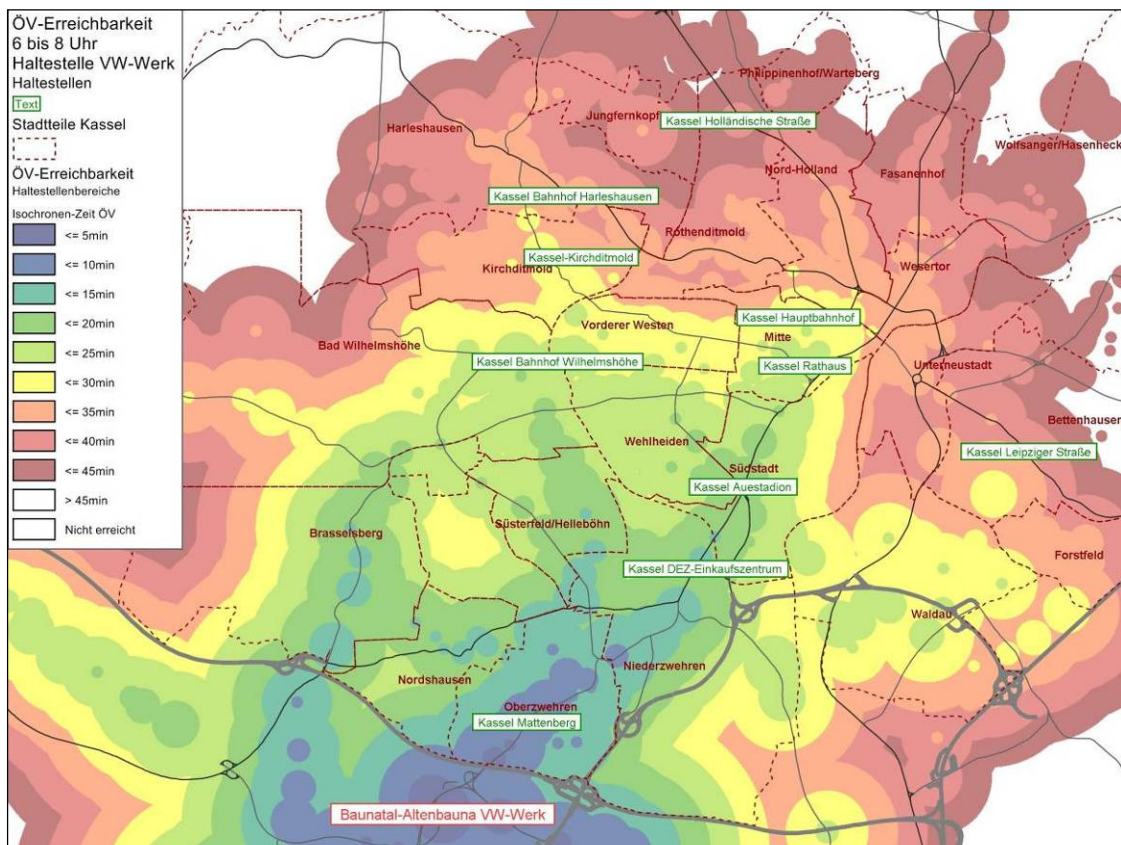 ÖV-Erreichbarkeit
6 bis 8 Uhr
Haltestelle VW-Werk
Haltestellen
Text
Stadtteile Kassel
ÖV-Erreichbarkeit
Haltestellenbereiche
Isochronen-Zeit ÖV
<= 5min
<= 10min
<= 15min
<= 20min
<= 25min
<= 30min
<= 35min
<= 40min
<= 45min
> 45min
Nicht erreicht
Philippinenhof/Warteberg
Jungfernkopf
Kassel Holländische Straße
Harleshausen
Wolfsanger/Hasenheck
Nord-Holland
Fasanenhof
Kassel Bahnhof Harleshausen
Rothenditmold
Kassel-Kirchditmold
Kirchditmold
Wesertor
Kassel Hauptbahnhof
Vorderer Westen
Mitte
Bad Wilhelmshöhe
Kassel Bahnhof Wilhelmshöhe
Kassel Rathaus
Unterneustadt
Bettenhausen
Wehlheiden
Kassel Leipziger Straße
Südstadt
Kassel Auestadion
Süsterfeld/Helleböhn
Brasselsberg
Forstfeld
Kassel DEZ-Einkaufszentrum
Waldau
Niederzwehren
Nordshausen
Oberzwehren
Kassel Mattenberg
Baunatal-Altenbauna VW-Werk